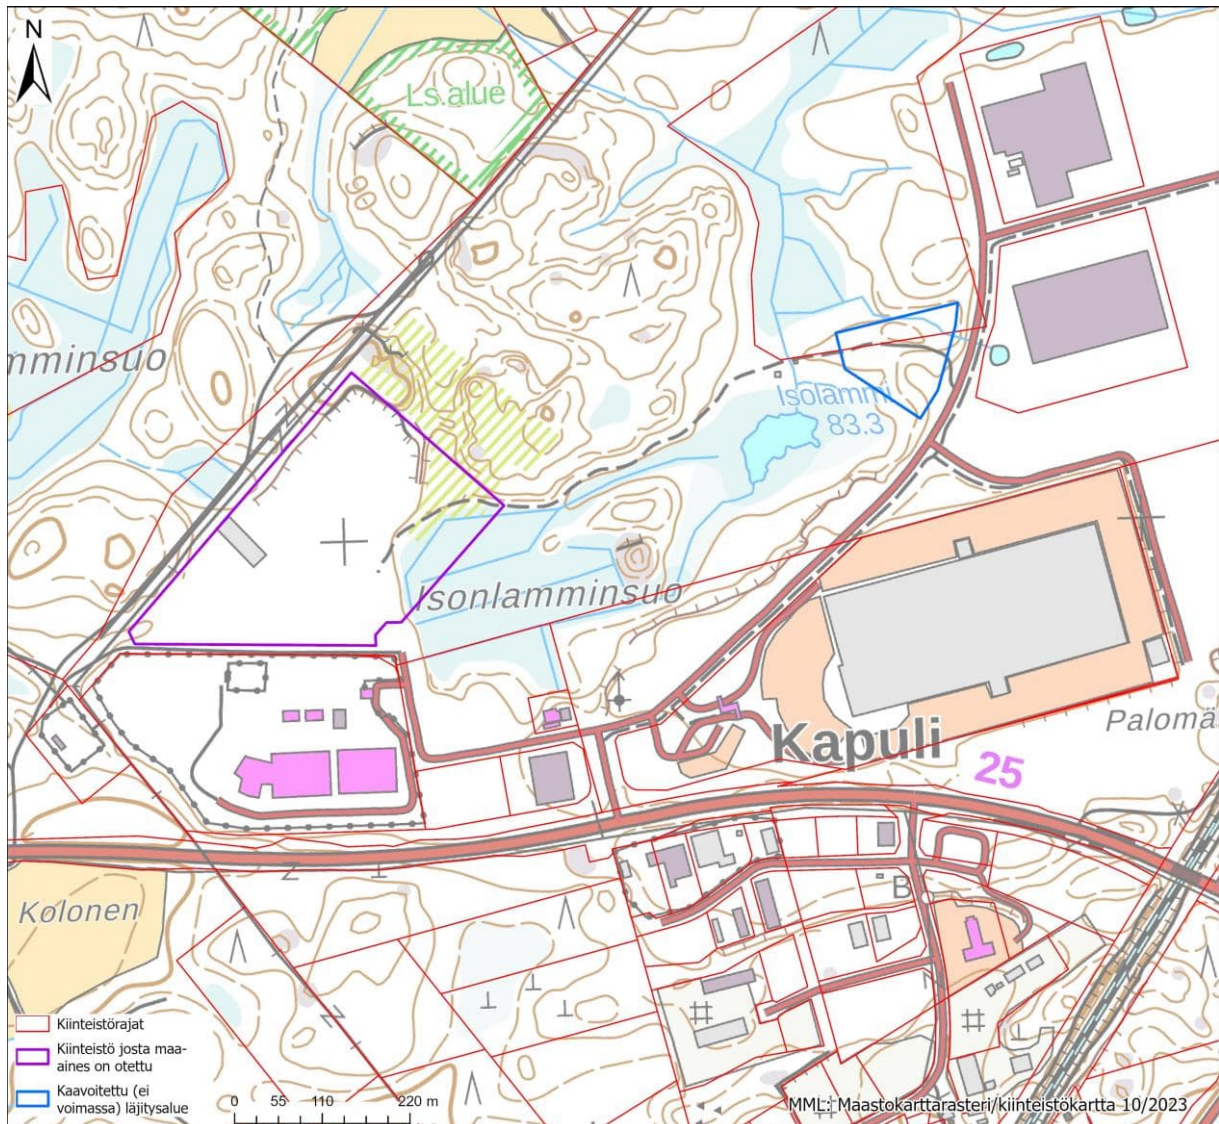 N
Ls.alue
90
mminsuo
Isolammi
83.3
Isonlamminsuo
Kapuli
Palomä
25
Kolonen
B
Kiinteistörajat
Kiinteistö josta maa-
aines on otettu
Kaavoitettu (ei
voimassa) läjitysalue
0 55 110 220 m
MML: Maastokarttarasteri/kiinteistökartta 10/2023